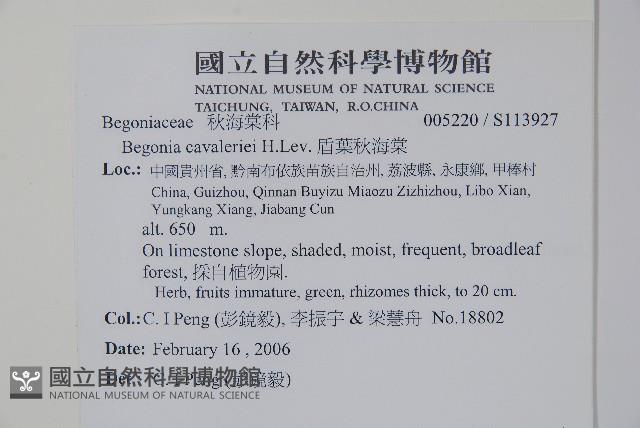 國立自然科學博物館
NATIONAL MUSEUM OF NATURAL SCIENCE
TAICHUNG, TAIWAN, R.O.CHINA
Begoniaceae 秋海棠科 005220 / S113927
Begonia cavaleriei H.Lev. 盾葉秋海棠
Loc.: 中國貴州省, 黔南布依族苗族自治州, 荔波縣, 永康鄉, 甲棒村
China, Guizhou, Qinnan Buyizu Miaozu Zizhizhou, Libo Xian,
Yungkang Xiang, Jiabang Cun
alt. 650 m.
On limestone slope, shaded, moist, frequent, broadleaf
forest, 採自植物園.
Herb, fruits immature, green, rhizomes thick, to 20 cm.
Col.: C. I Peng (彭鏡毅), 李振宇 & 梁慧舟 No.18802
Date: February 16 , 2006
Det.: C. I Peng (彭鏡毅)
國立自然科學博物館
NATIONAL MUSEUM OF NATURAL SCIENCE